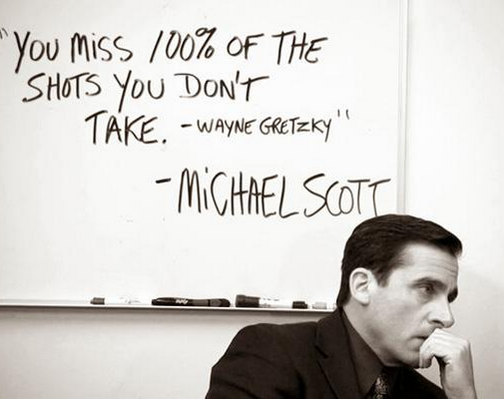 "YOU MISS 100% OF THE
SHOTS YOU DON'T
TAKE. - WAYNE GRETZKY"
- MICHAEL SCOTT